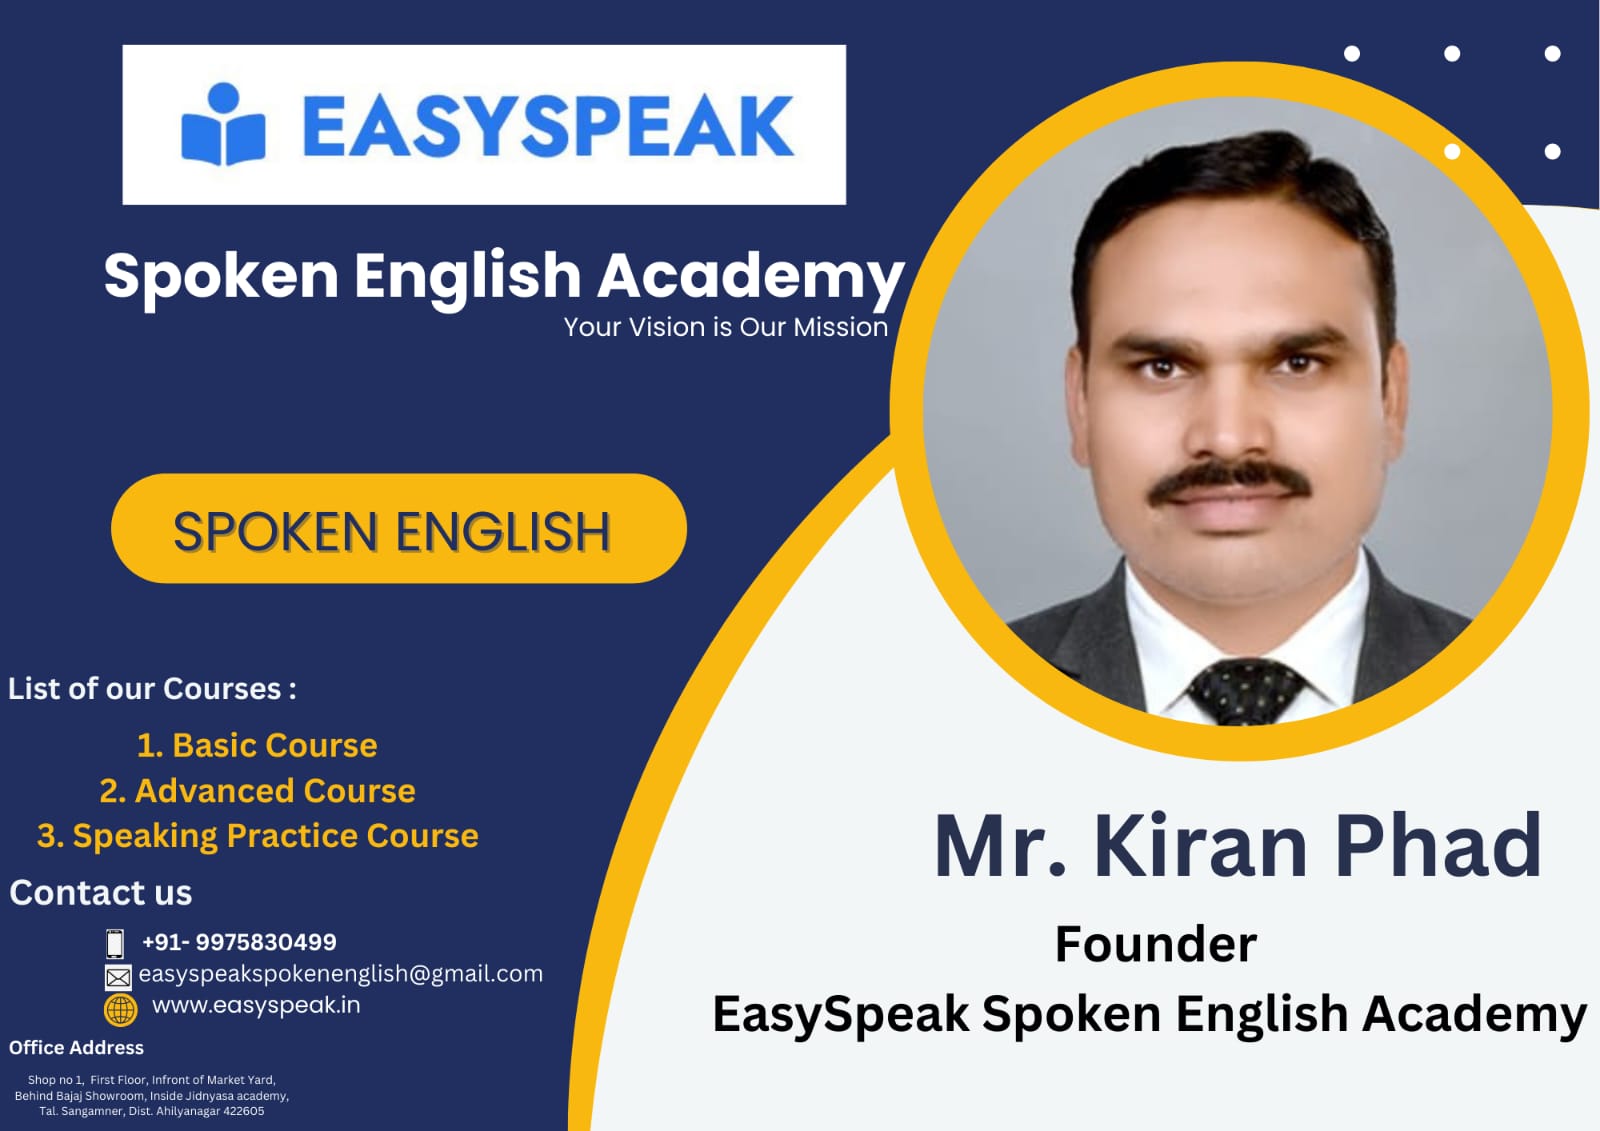 EASYSPEAK
Spoken English Academy
Your Vision is Our Mission
SPOKEN ENGLISH
List of our Courses :
1. Basic Course
2. Advanced Course
3. Speaking Practice Course
Contact us
+91- 9975830499
easyspeakspokenenglish@gmail.com
www.easyspeak.in
Office Address
Shop no 1, First Floor, Infront of Market Yard,
Behind Bajaj Showroom, Inside Jidnyasa academy,
Tal. Sangamner, Dist. Ahilyanagar 422605
Mr. Kiran Phad
Founder
EasySpeak Spoken English Academy